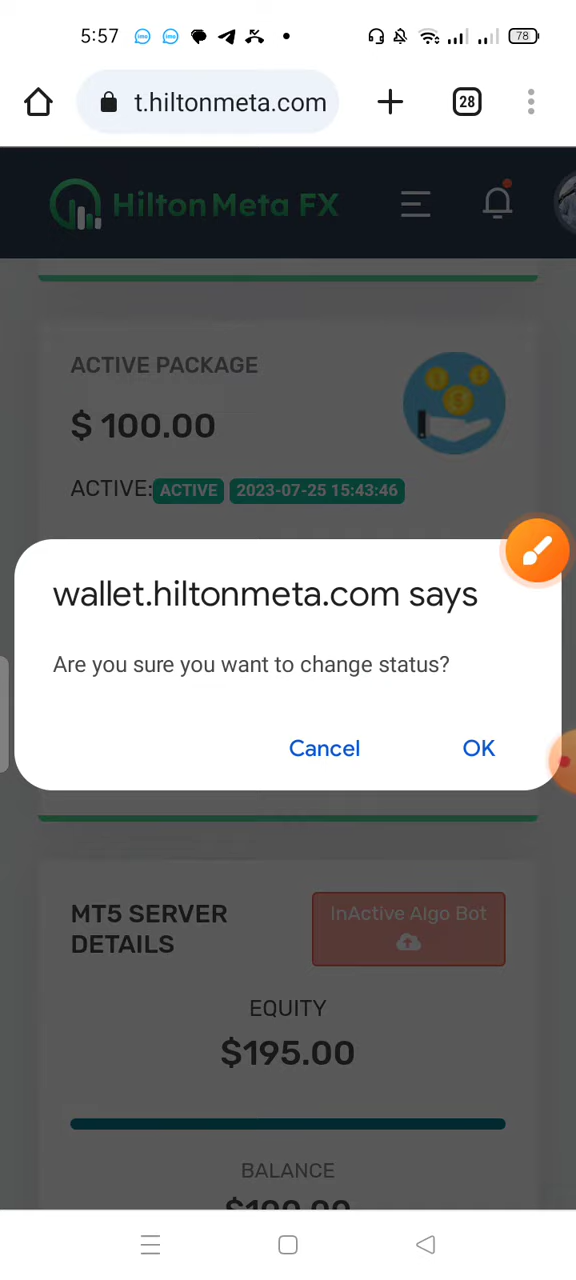 5:57
78
t.hiltonmeta.com
28
Hilton Meta FX
ACTIVE PACKAGE
$ 100.00
ACTIVE: ACTIVE 2023-07-25 15:43:46
wallet.hiltonmeta.com says
Are you sure you want to change status?
Cancel OK
MT5 SERVER DETAILS
InActive Algo Bot
EQUITY
$195.00
BALANCE